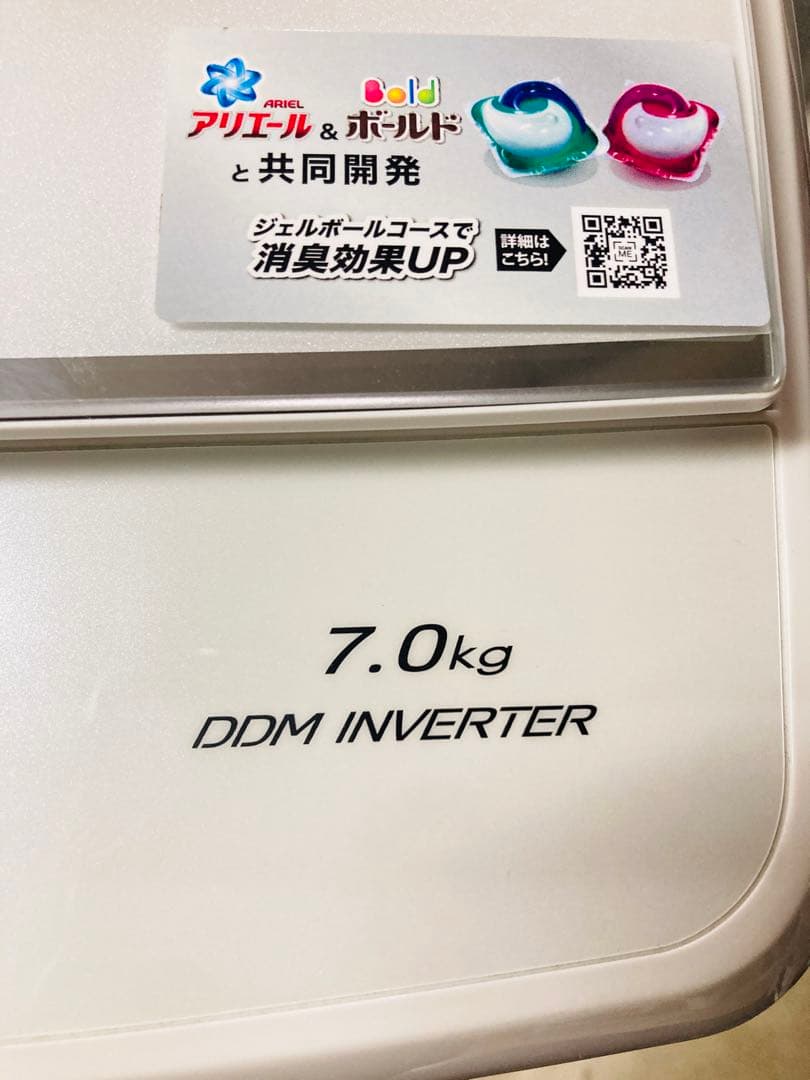 ARIEL
アリエール & Bold ボールド
と共同開発
ジェルボールコースで
消臭効果UP
詳細は
こちら!
SCAN
ME
7.0kg
DDM INVERTER